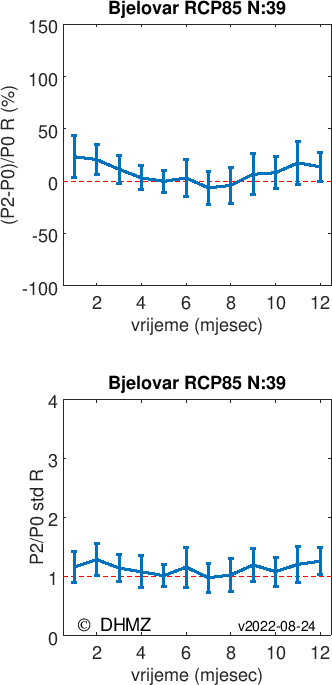 Bjelovar RCP85 N:39
150
100
50
0
-50
-100
(P2-P0)/P0 R (%)
2 4 6 8 10 12
vrijeme (mjesec)
Bjelovar RCP85 N:39
4
3
2
1
0
P2/P0 std R
© DHMZ
v2022-08-24
2 4 6 8 10 12
vrijeme (mjesec)